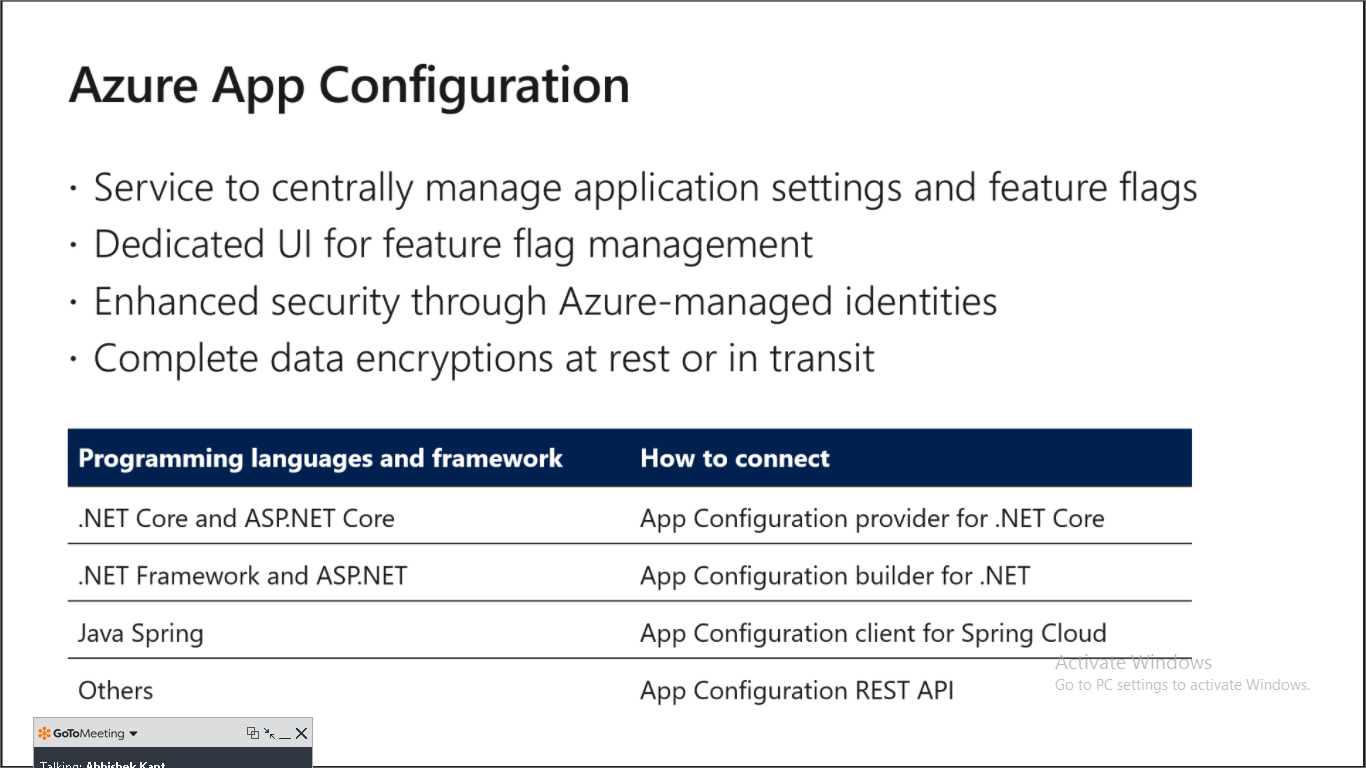 Azure App Configuration
· Service to centrally manage application settings and feature flags
· Dedicated UI for feature flag management
· Enhanced security through Azure-managed identities
· Complete data encryptions at rest or in transit
Programming languages and framework How to connect
.NET Core and ASP.NET Core App Configuration provider for .NET Core
.NET Framework and ASP.NET App Configuration builder for .NET
Java Spring App Configuration client for Spring Cloud
Others App Configuration REST API
Activate Windows
Go to PC settings to activate Windows.
GoToMeeting
Talking: Abhishek Kant